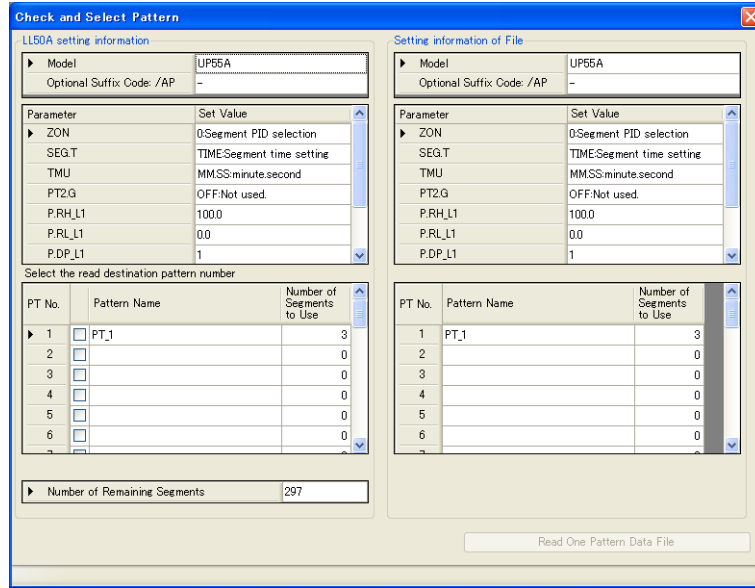 Check and Select Pattern
LL50A setting information
Model UP55A
Optional Suffix Code: /AP -
Parameter Set Value
ZON 0:Segment PID selection
SEG.T TIME:Segment time setting
TMU MM.SS:minute.second
PT2.G OFF:Not used.
P.RH_L1 100.0
P.RL_L1 0.0
P.DP_L1 1
Select the read destination pattern number
PT No. Pattern Name Number of Segments to Use
1 PT_1 3
2 0
3 0
4 0
5 0
6 0
Number of Remaining Segments 297
Setting information of File
Model UP55A
Optional Suffix Code: /AP -
Parameter Set Value
ZON 0:Segment PID selection
SEG.T TIME:Segment time setting
TMU MM.SS:minute.second
PT2.G OFF:Not used.
P.RH_L1 100.0
P.RL_L1 0.0
P.DP_L1 1
PT No. Pattern Name Number of Segments to Use
1 PT_1 3
2 0
3 0
4 0
5 0
6 0
Read One Pattern Data File